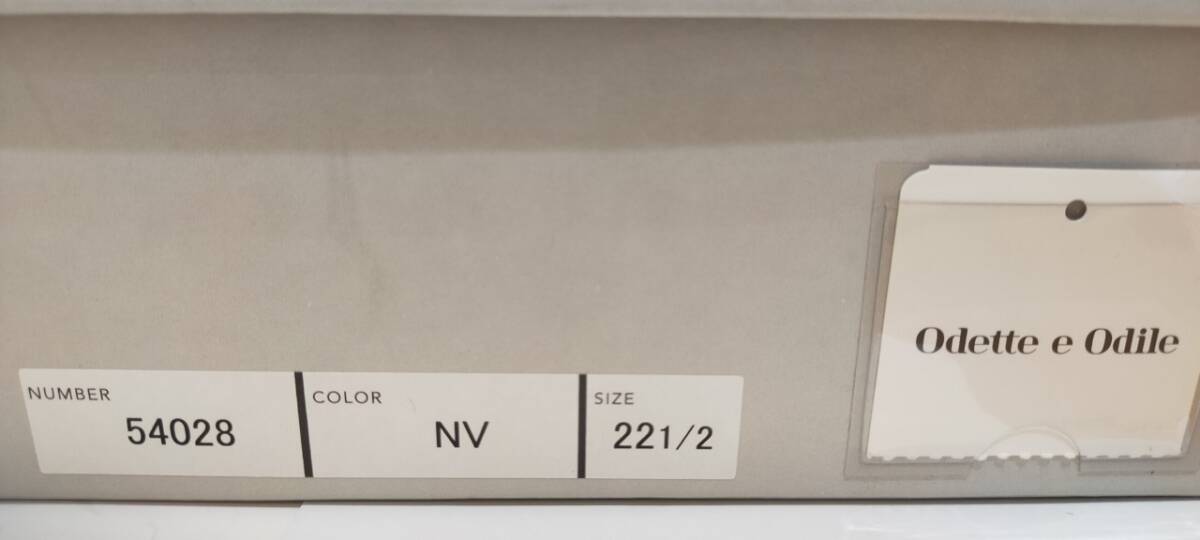 NUMBER
54028
COLOR
NV
SIZE
221/2
Odette e Odile